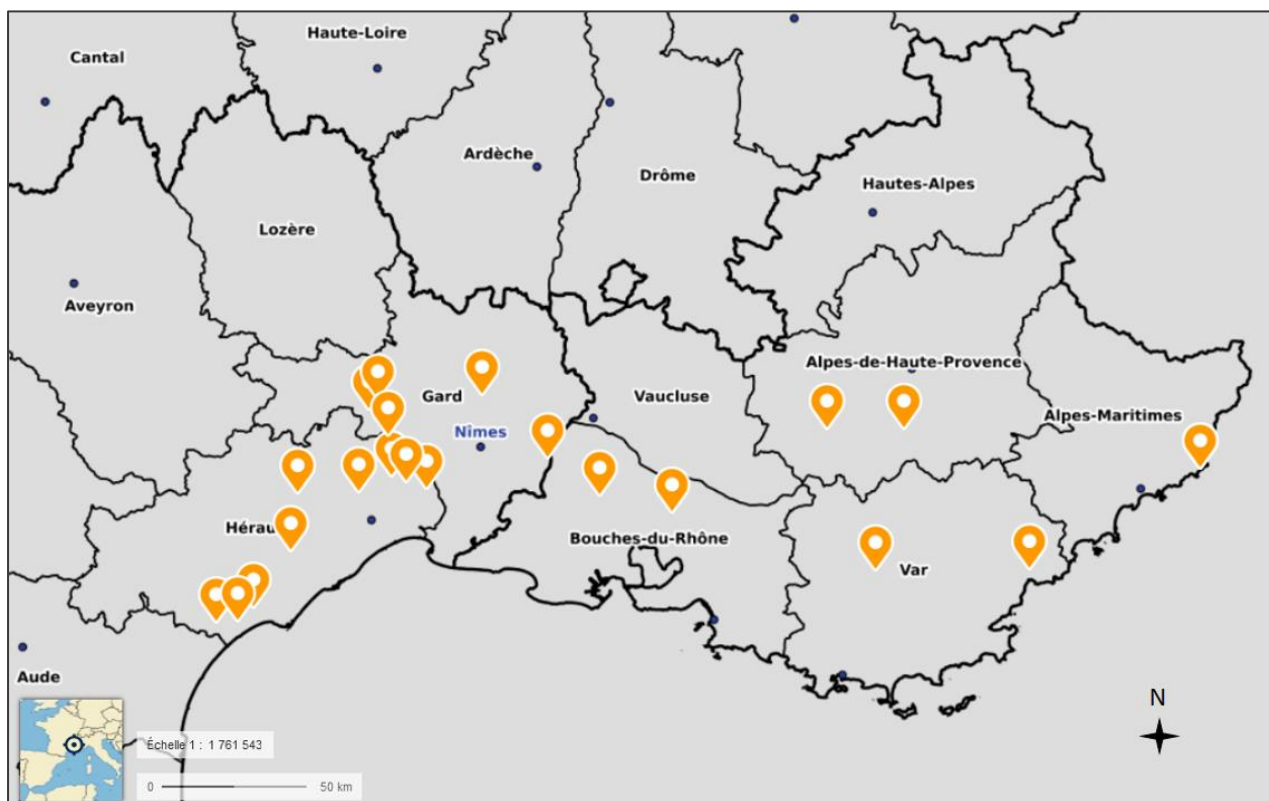 Haute-Loire
Cantal
Ardèche
Drôme
Hautes-Alpes
Lozère
Aveyron
Alpes-de-Haute-Provence
Gard
Vaucluse
Alpes-Maritimes
Nîmes
Hérau
Bouches-du-Rhône
Var
Aude
N
Échelle 1 : 1 761 543
0 50 km